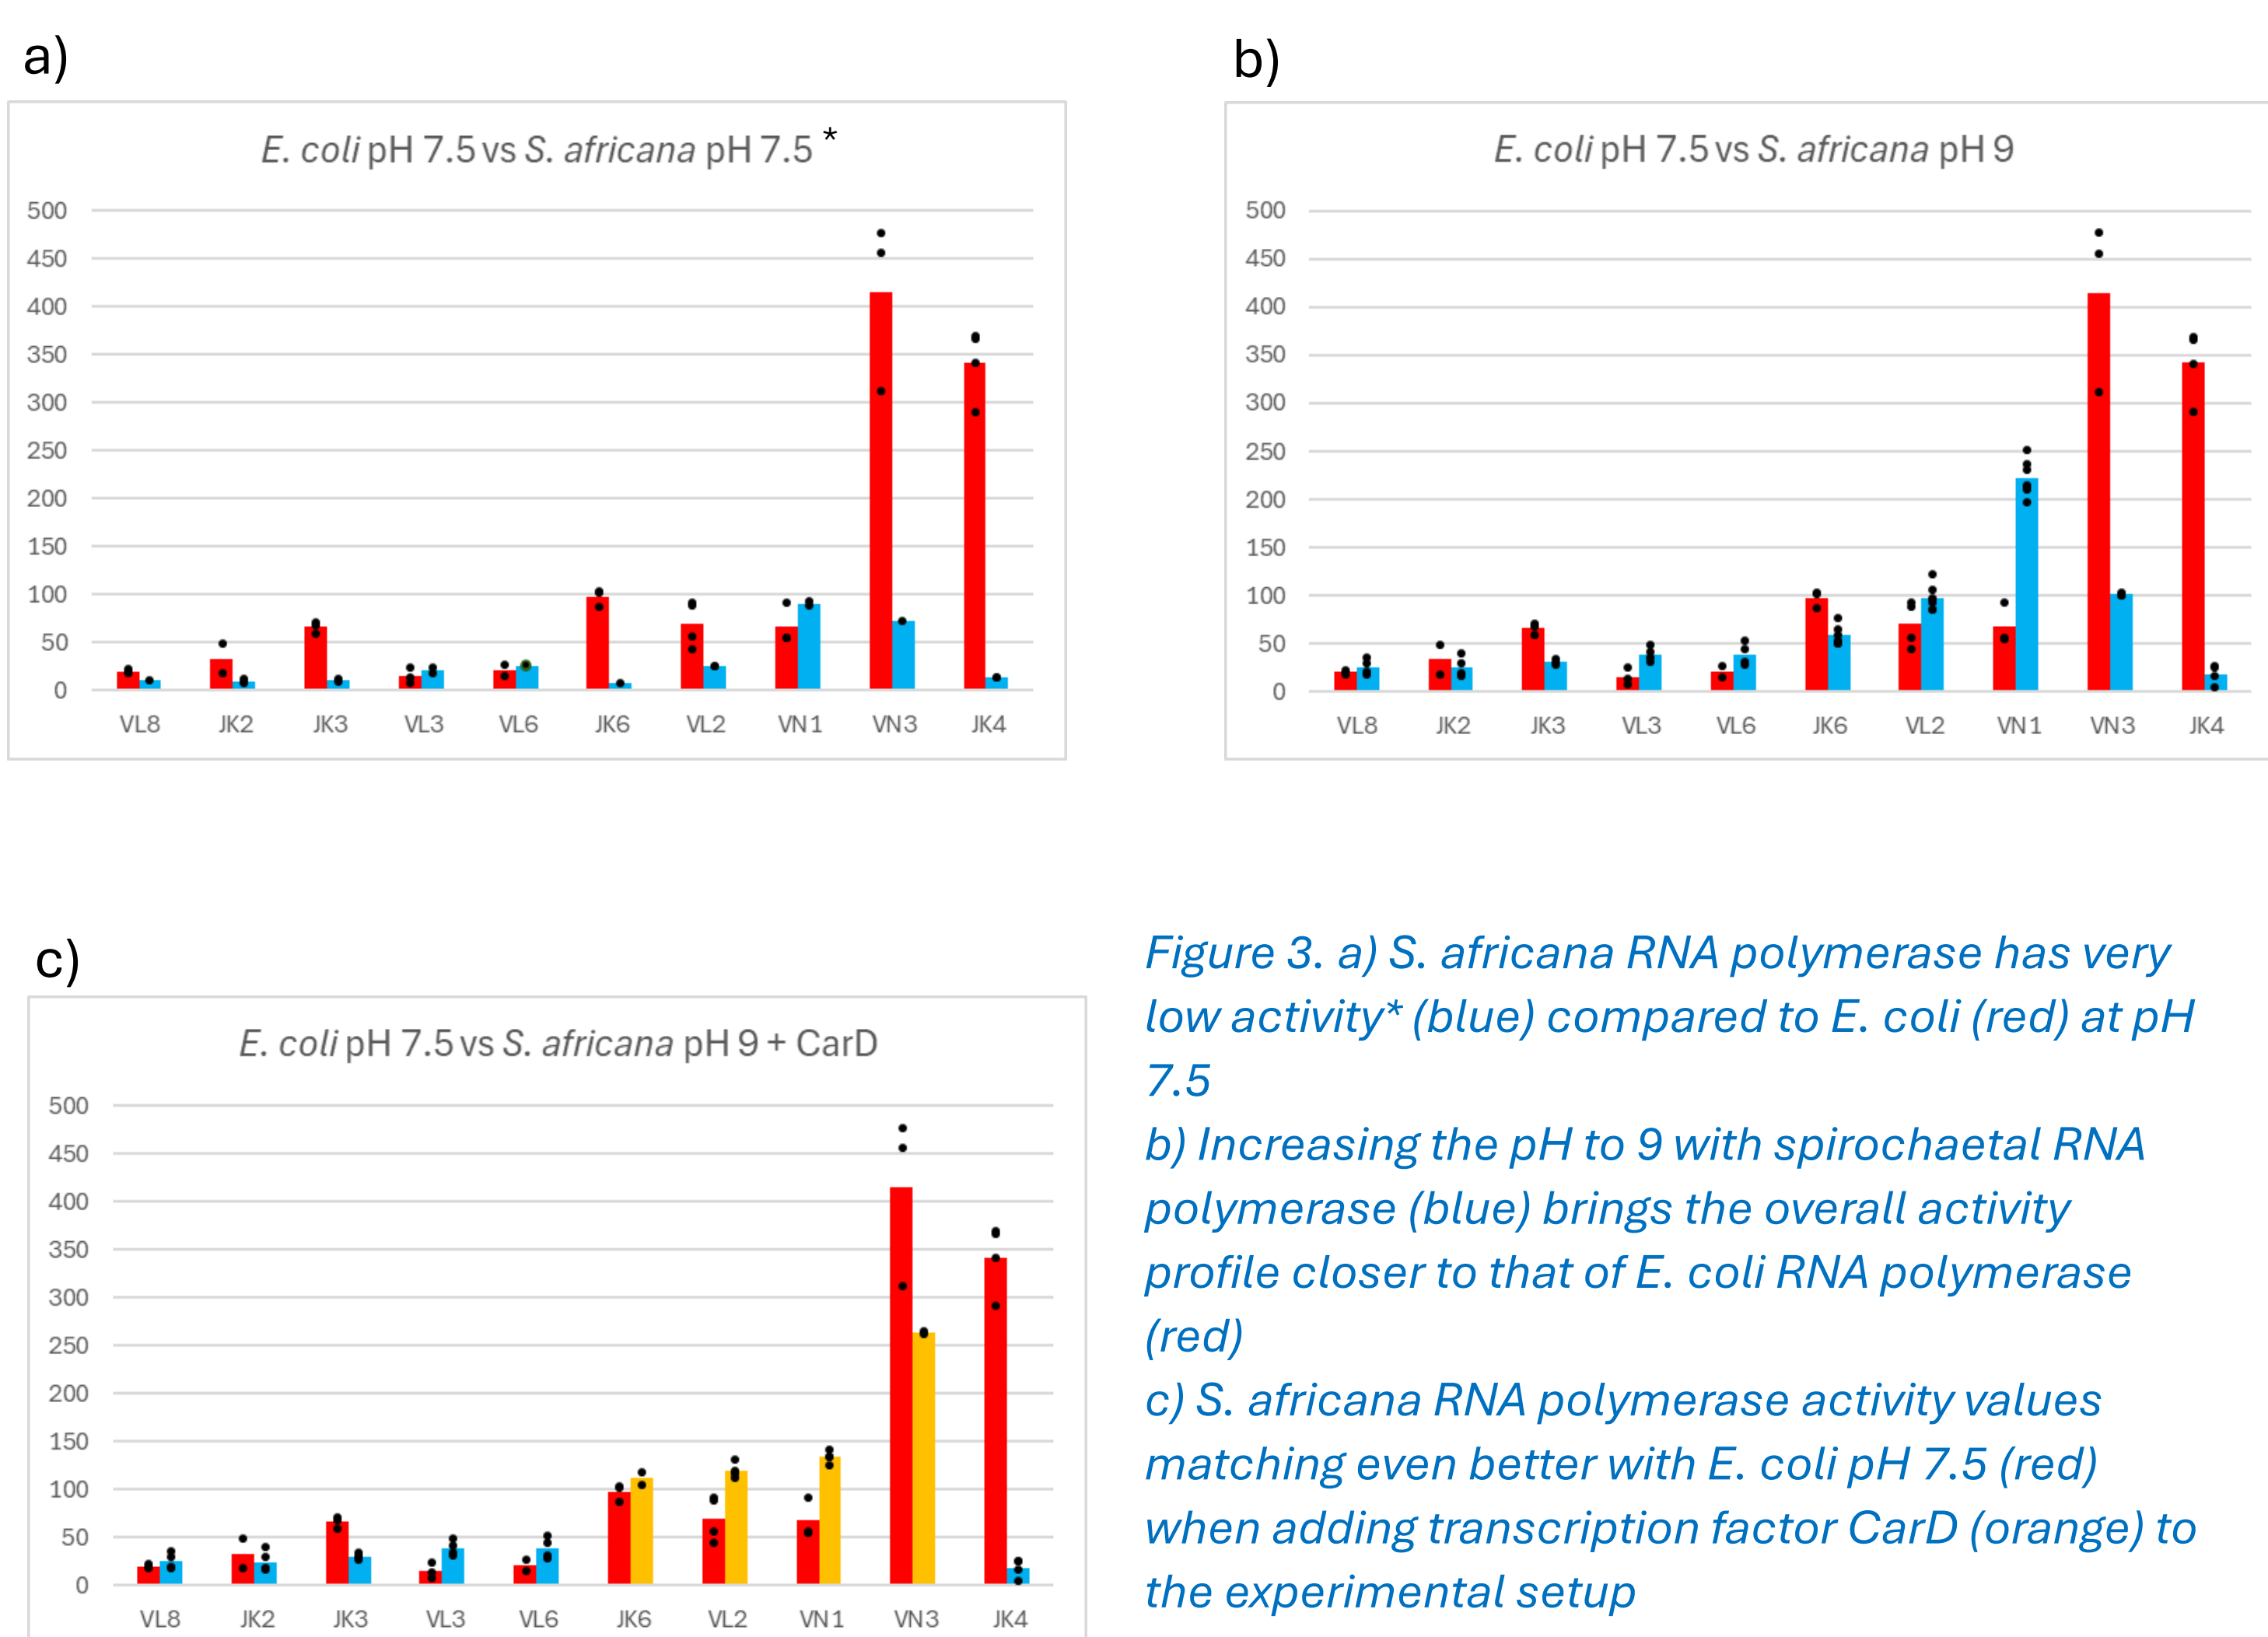 a)
E. coli pH 7.5 vs S. africana pH 7.5 *
500
450
400
350
300
250
200
150
100
50
0
VL8 JK2 JK3 VL3 VL6 JK6 VL2 VN1 VN3 JK4
b)
E. coli pH 7.5 vs S. africana pH 9
500
450
400
350
300
250
200
150
100
50
0
VL8 JK2 JK3 VL3 VL6 JK6 VL2 VN1 VN3 JK4
c)
E. coli pH 7.5 vs S. africana pH 9 + CarD
500
450
400
350
300
250
200
150
100
50
0
VL8 JK2 JK3 VL3 VL6 JK6 VL2 VN1 VN3 JK4
Figure 3. a) S. africana RNA polymerase has very
low activity* (blue) compared to E. coli (red) at pH
7.5
b) Increasing the pH to 9 with spirochaetal RNA
polymerase (blue) brings the overall activity
profile closer to that of E. coli RNA polymerase
(red)
c) S. africana RNA polymerase activity values
matching even better with E. coli pH 7.5 (red)
when adding transcription factor CarD (orange) to
the experimental setup